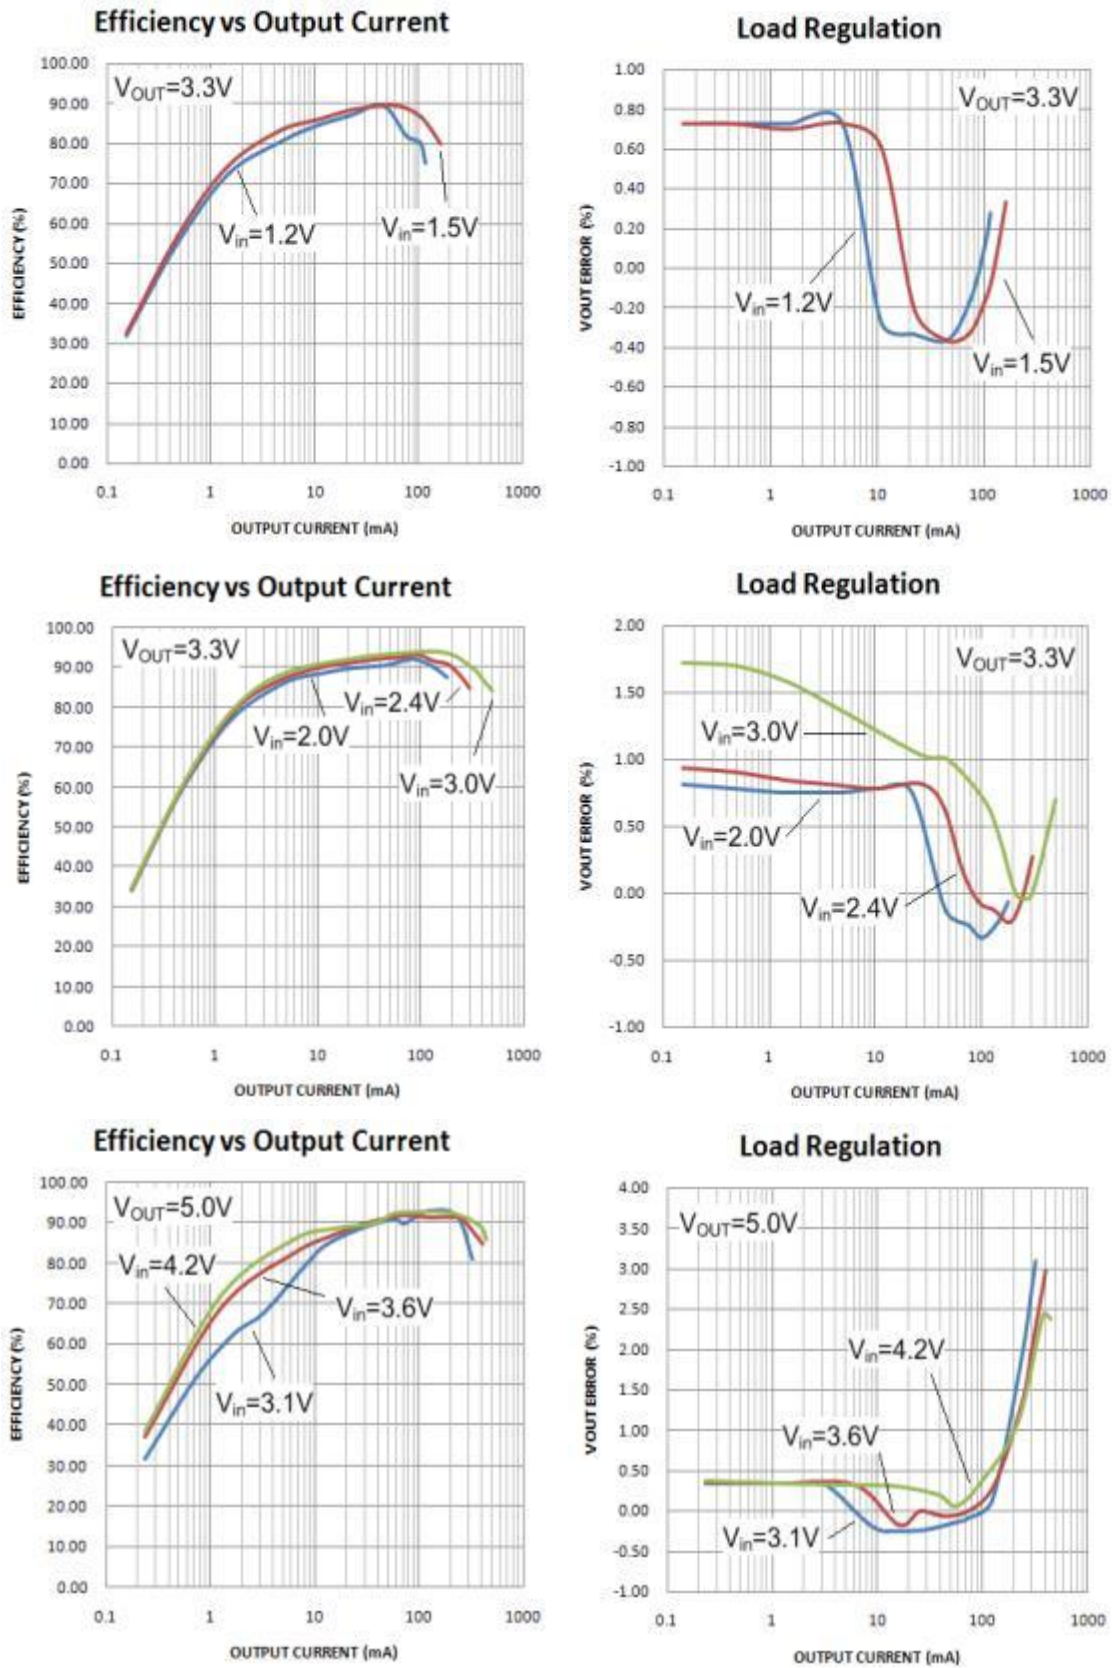 Efficiency vs Output Current
100.00
90.00
80.00
70.00
60.00
50.00
40.00
30.00
20.00
10.00
0.00
EFFICIENCY (%)
VOUT=3.3V
Vin=1.2V
Vin=1.5V
0.1 1 10 100 1000
OUTPUT CURRENT (mA)
Load Regulation
1.00
0.80
0.60
0.40
0.20
0.00
-0.20
-0.40
-0.60
-0.80
-1.00
VOUT ERROR (%)
VOUT=3.3V
Vin=1.2V
Vin=1.5V
0.1 1 10 100 1000
OUTPUT CURRENT (mA)
Efficiency vs Output Current
100.00
90.00
80.00
70.00
60.00
50.00
40.00
30.00
20.00
10.00
0.00
EFFICIENCY (%)
VOUT=3.3V
Vin=2.4V
Vin=2.0V
Vin=3.0V
0.1 1 10 100 1000
OUTPUT CURRENT (mA)
Load Regulation
2.00
1.50
1.00
0.50
0.00
-0.50
-1.00
VOUT ERROR (%)
VOUT=3.3V
Vin=3.0V
Vin=2.0V
Vin=2.4V
0.1 1 10 100 1000
OUTPUT CURRENT (mA)
Efficiency vs Output Current
100.00
90.00
80.00
70.00
60.00
50.00
40.00
30.00
20.00
10.00
0.00
EFFICIENCY (%)
VOUT=5.0V
Vin=4.2V
Vin=3.6V
Vin=3.1V
0.1 1 10 100 1000
OUTPUT CURRENT (mA)
Load Regulation
4.00
3.50
3.00
2.50
2.00
1.50
1.00
0.50
0.00
-0.50
-1.00
VOUT ERROR (%)
VOUT=5.0V
Vin=4.2V
Vin=3.6V
Vin=3.1V
0.1 1 10 100 1000
OUTPUT CURRENT (mA)